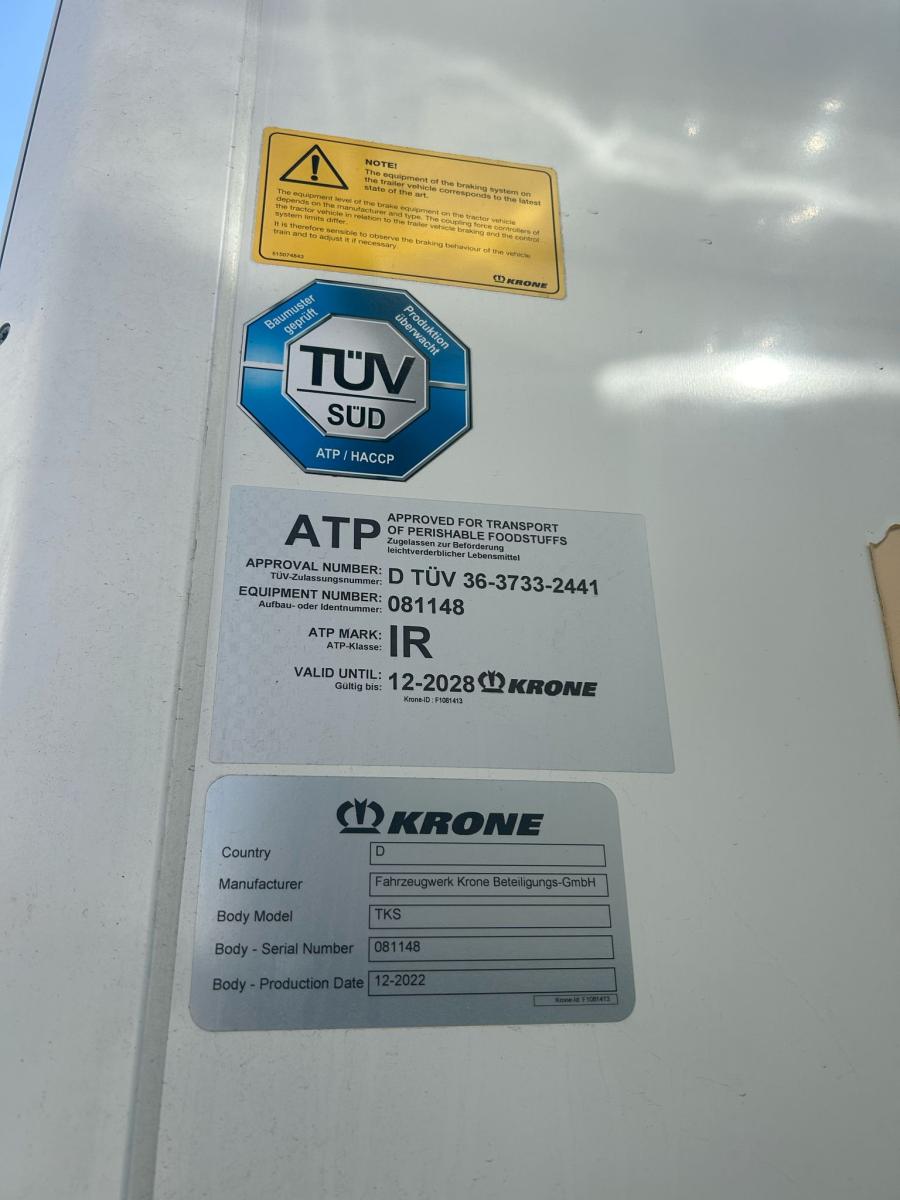 NOTE!
The equipment of the braking system on
the trailer vehicle corresponds to the latest
state of the art.
The equipment level of the brake equipment on the tractor vehicle
depends on the manufacturer and type. The coupling force controllers of
the tractor vehicle in relation to the trailer vehicle braking and the control
system limits differ.
It is therefore sensible to observe the braking behaviour of the vehicle
train and to adjust it if necessary.
515074843
KRONE
Baumuster
geprüft
Produktion
überwacht
TÜV
SÜD
ATP / HACCP
ATP
APPROVED FOR TRANSPORT
OF PERISHABLE FOODSTUFFS
Zugelassen zur Beförderung
leichtverderblicher Lebensmittel
APPROVAL NUMBER: D TÜV 36-3733-2441
TÜV-Zulassungsnummer:
EQUIPMENT NUMBER: 081148
Aufbau- oder Identnummer:
ATP MARK: IR
ATP-Klasse:
VALID UNTIL: 12-2028 KRONE
Gültig bis:
Krone-ID : F1081413
KRONE
Country D
Manufacturer Fahrzeugwerk Krone Beteiligungs-GmbH
Body Model TKS
Body - Serial Number 081148
Body - Production Date 12-2022
Krone-Id: F1081413